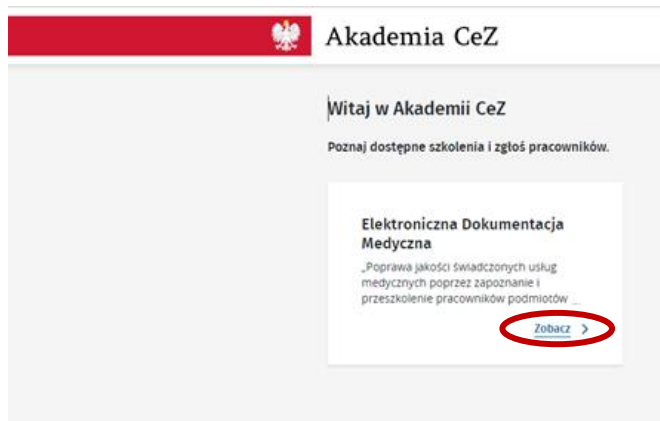 Akademia CeZ
Witaj w Akademii CeZ
Poznaj dostępne szkolenia i zgłoś pracowników.
Elektroniczna Dokumentacja
Medyczna
„Poprawa jakości świadczonych usług
medycznych poprzez zapoznanie i
przeszkolenie pracowników podmiotów ...
Zobacz >